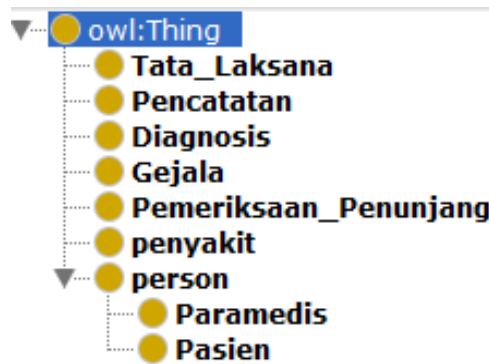 owl:Thing
Tata_Laksana
Pencatatan
Diagnosis
Gejala
Pemeriksaan_Penunjang
penyakit
person
Paramedis
Pasien